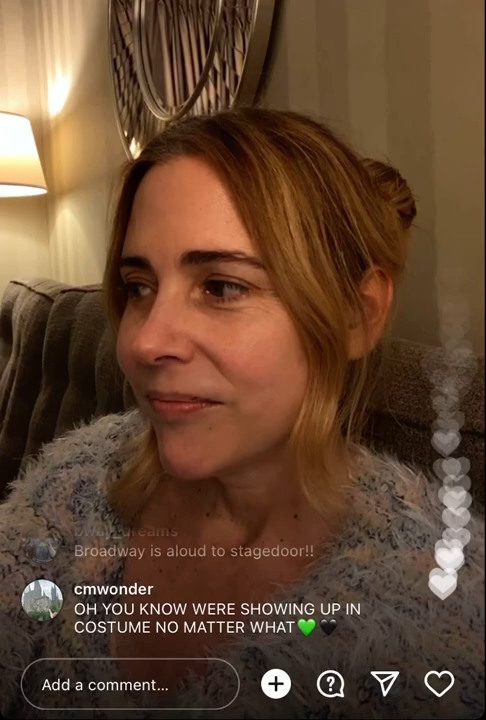 bway_dreams
Broadway is aloud to stagedoor!!
cmwonder
OH YOU KNOW WERE SHOWING UP IN
COSTUME NO MATTER WHAT💚🖤
Add a comment...